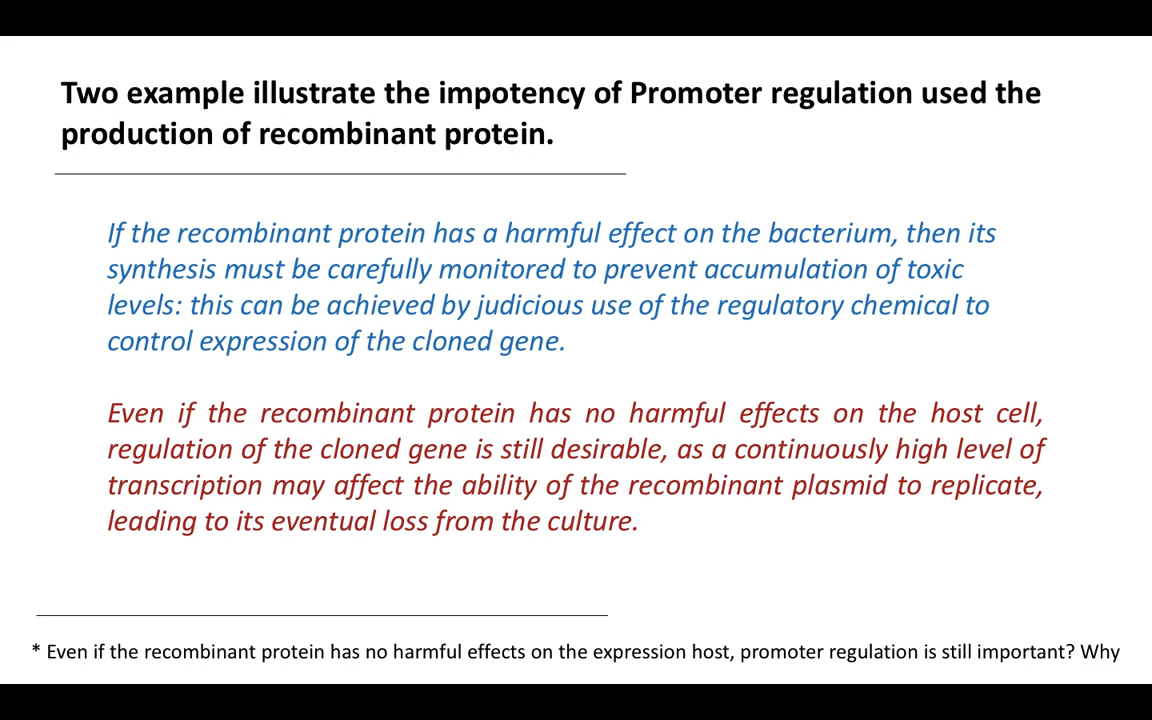 Two example illustrate the impotency of Promoter regulation used the
production of recombinant protein.
If the recombinant protein has a harmful effect on the bacterium, then its
synthesis must be carefully monitored to prevent accumulation of toxic
levels: this can be achieved by judicious use of the regulatory chemical to
control expression of the cloned gene.
Even if the recombinant protein has no harmful effects on the host cell,
regulation of the cloned gene is still desirable, as a continuously high level of
transcription may affect the ability of the recombinant plasmid to replicate,
leading to its eventual loss from the culture.
* Even if the recombinant protein has no harmful effects on the expression host, promoter regulation is still important? Why